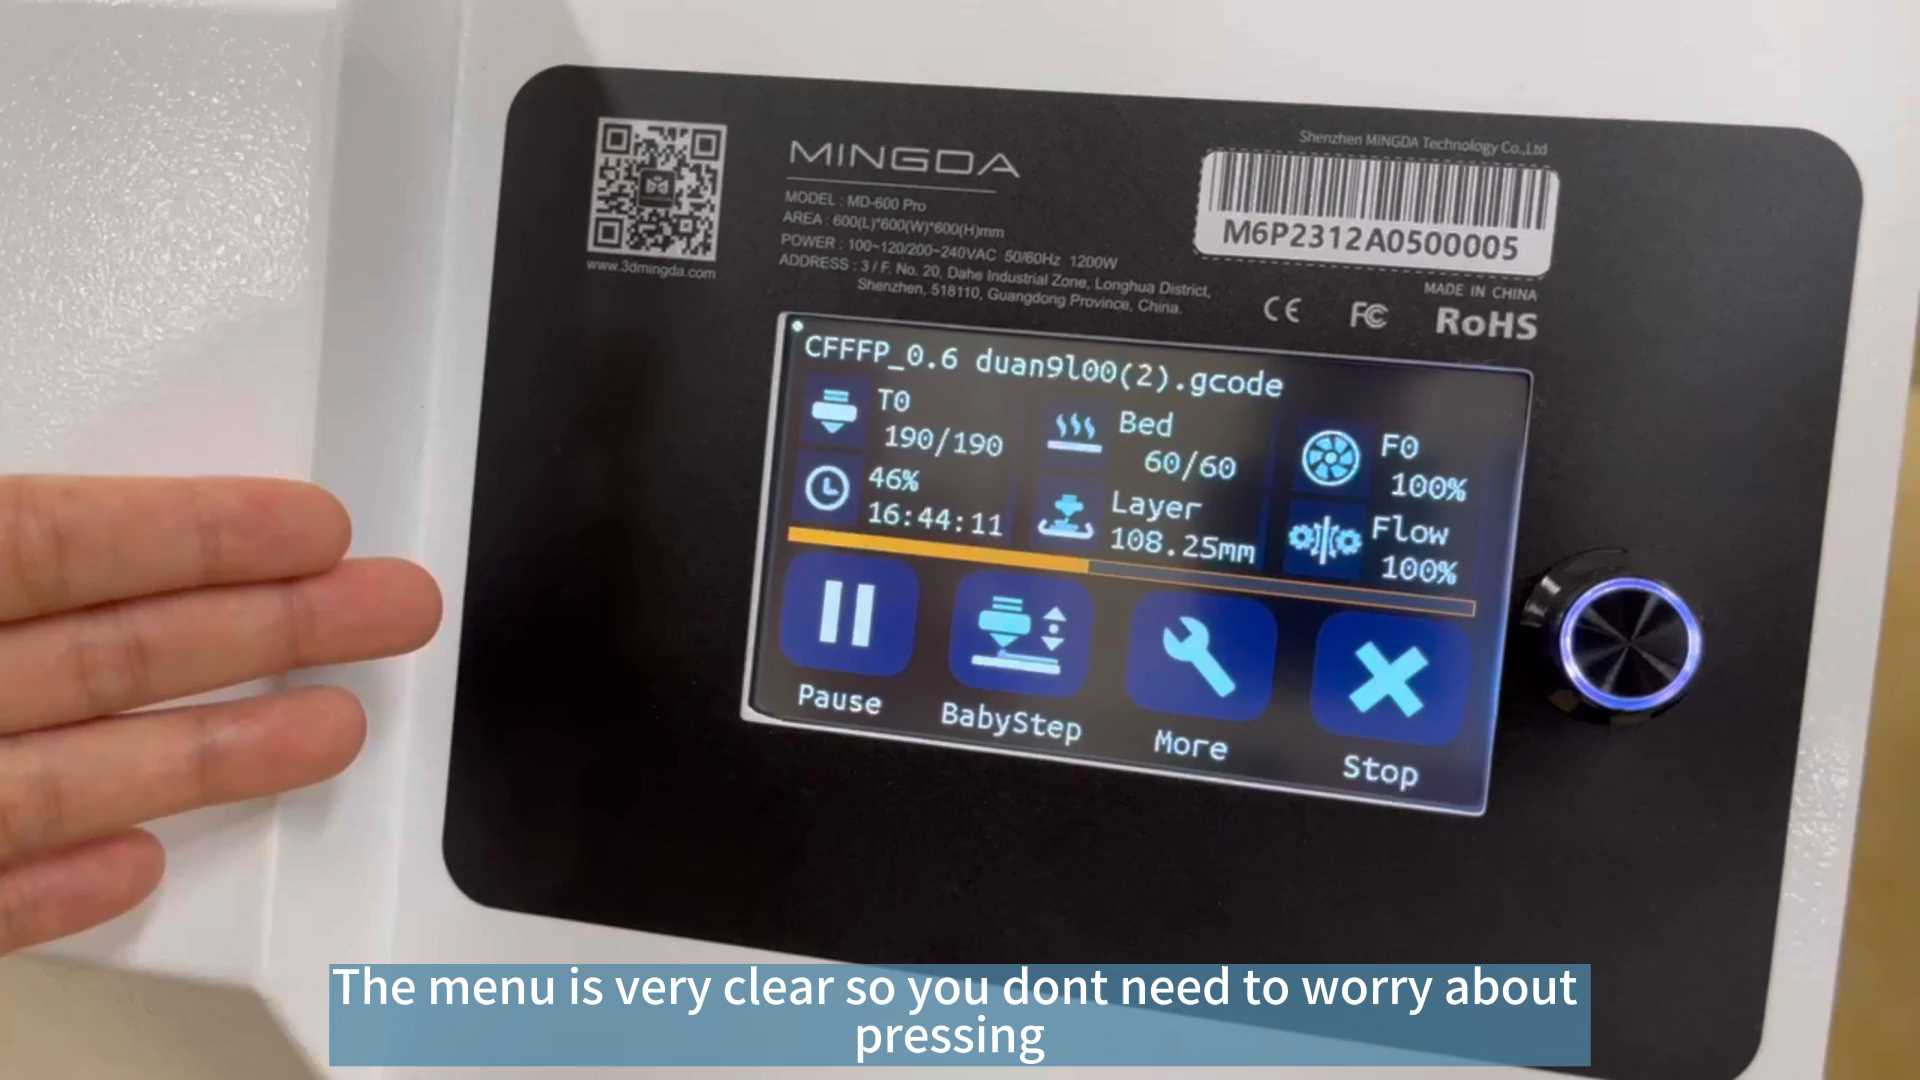 Shenzhen MINGDA Technology Co.,Ltd
MINGDA
MODEL : MD-600 Pro
AREA : 600(L)*600(W)*600(H)mm
POWER : 100~120/200~240VAC 50/60Hz 1200W
ADDRESS : 3 / F, No. 20, Dahe Industrial Zone, Longhua District,
Shenzhen, 518110, Guangdong Province, China.
www.3dmingda.com
M6P2312A0500005
MADE IN CHINA
CE FC RoHS
CFFFP_0.6 duan9l00(2).gcode
T0
190/190
Bed
60/60
F0
100%
46%
16:44:11
Layer
108.25mm
Flow
100%
Pause
BabyStep
More
Stop
The menu is very clear so you dont need to worry about
pressing